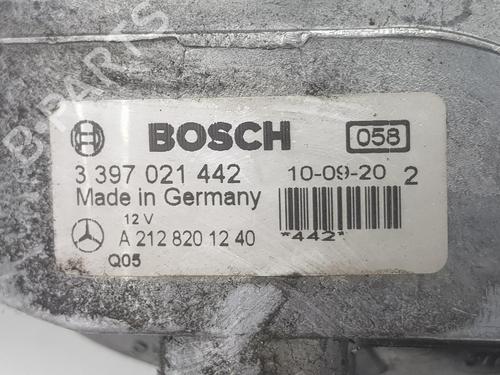 B-PARTS
BOSCH 058
3 397 021 442 10-09-20 2
Made in Germany
12 V *442*
A 212 820 12 40
Q05